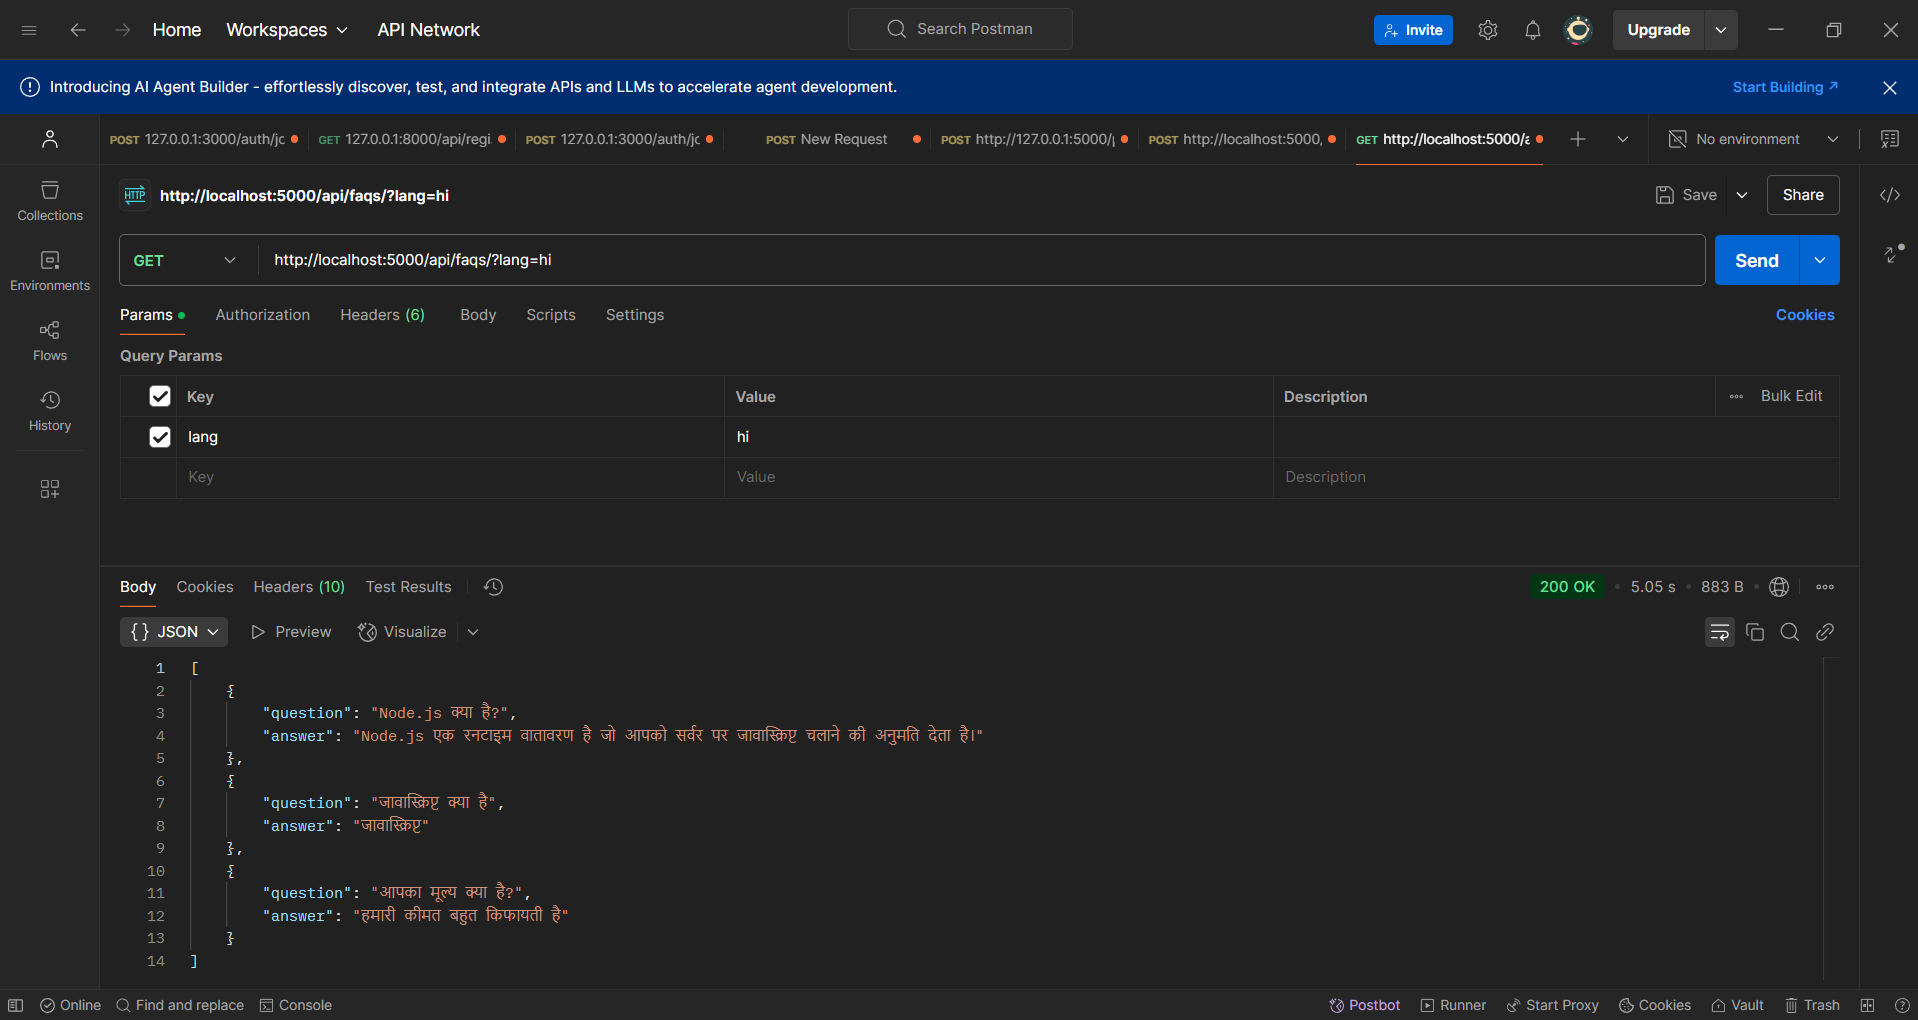 Home Workspaces API Network Search Postman Invite Upgrade
Introducing AI Agent Builder - effortlessly discover, test, and integrate APIs and LLMs to accelerate agent development. Start Building
POST 127.0.0.1:3000/auth/jc GET 127.0.0.1:8000/api/regi POST 127.0.0.1:3000/auth/jc POST New Request POST http://127.0.0.1:5000/ POST http://localhost:5000, GET http://localhost:5000/a No environment
HTTP http://localhost:5000/api/faqs/?lang=hi Save Share
GET http://localhost:5000/api/faqs/?lang=hi Send
Params Authorization Headers (6) Body Scripts Settings Cookies
Query Params
Key Value Description Bulk Edit
lang hi
Key Value Description
Collections
Environments
Flows
History
Body Cookies Headers (10) Test Results 200 OK 5.05 s 883 B
{} JSON Preview Visualize
1 [
2 {
3 "question": "Node.js क्या है?",
4 "answer": "Node.js एक रनटाइम वातावरण है जो आपको सर्वर पर जावास्क्रिप्ट चलाने की अनुमति देता है।"
5 },
6 {
7 "question": "जावास्क्रिप्ट क्या है",
8 "answer": "जावास्क्रिप्ट"
9 },
10 {
11 "question": "आपका मूल्य क्या है?",
12 "answer": "हमारी कीमत बहुत किफायती है"
13 }
14 ]
Online Find and replace Console Postbot Runner Start Proxy Cookies Vault Trash